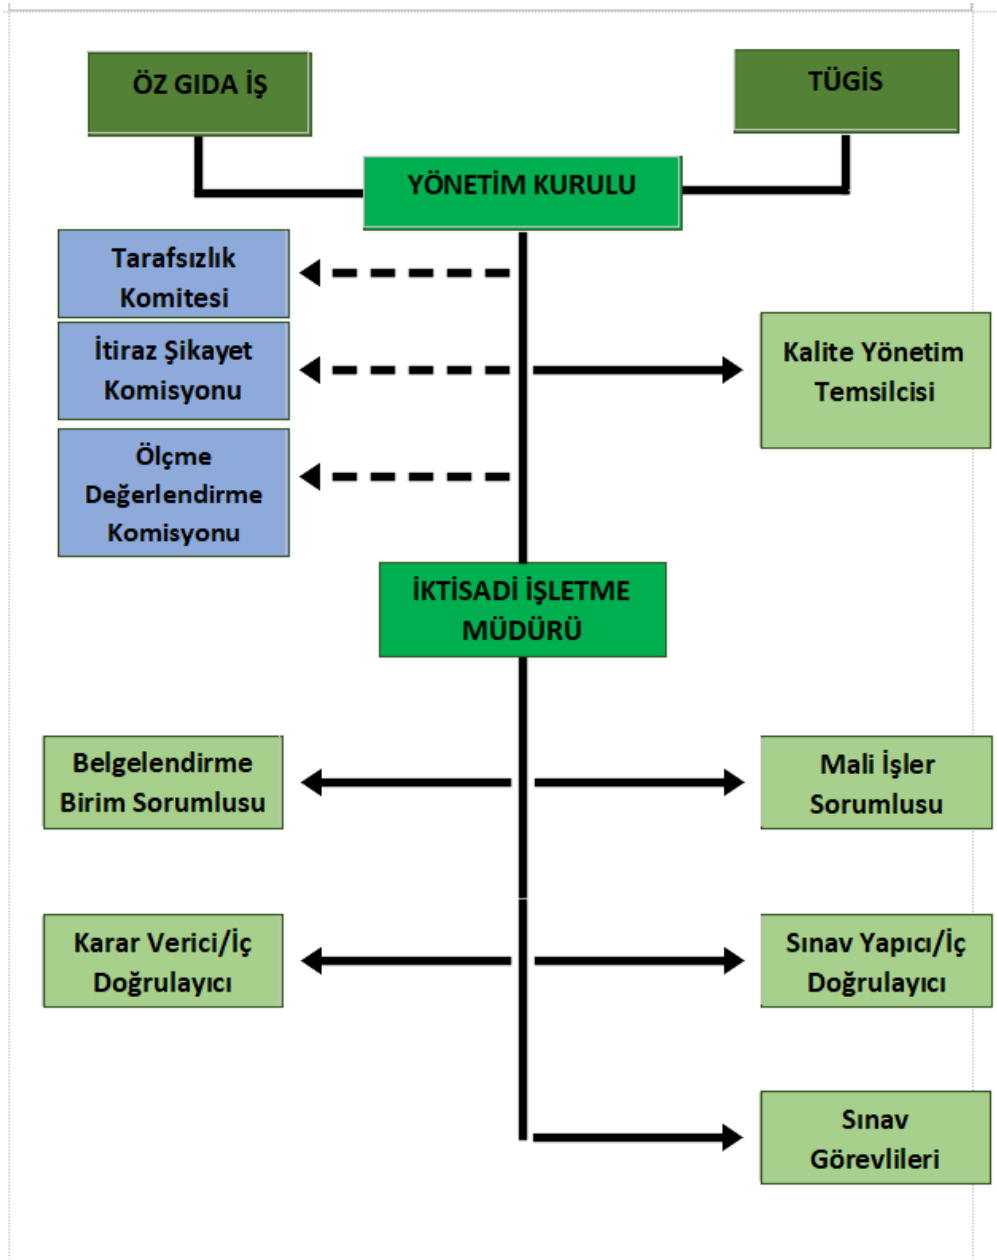 ÖZ GIDA İŞ
TÜGİS
YÖNETİM KURULU
Tarafsızlık
Komitesi
İtiraz Şikayet
Komisyonu
Kalite Yönetim
Temsilcisi
Ölçme
Değerlendirme
Komisyonu
İKTİSADİ İŞLETME
MÜDÜRÜ
Belgelendirme
Birim Sorumlusu
Mali İşler
Sorumlusu
Karar Verici/İç
Doğrulayıcı
Sınav Yapıcı/İç
Doğrulayıcı
Sınav
Görevlileri